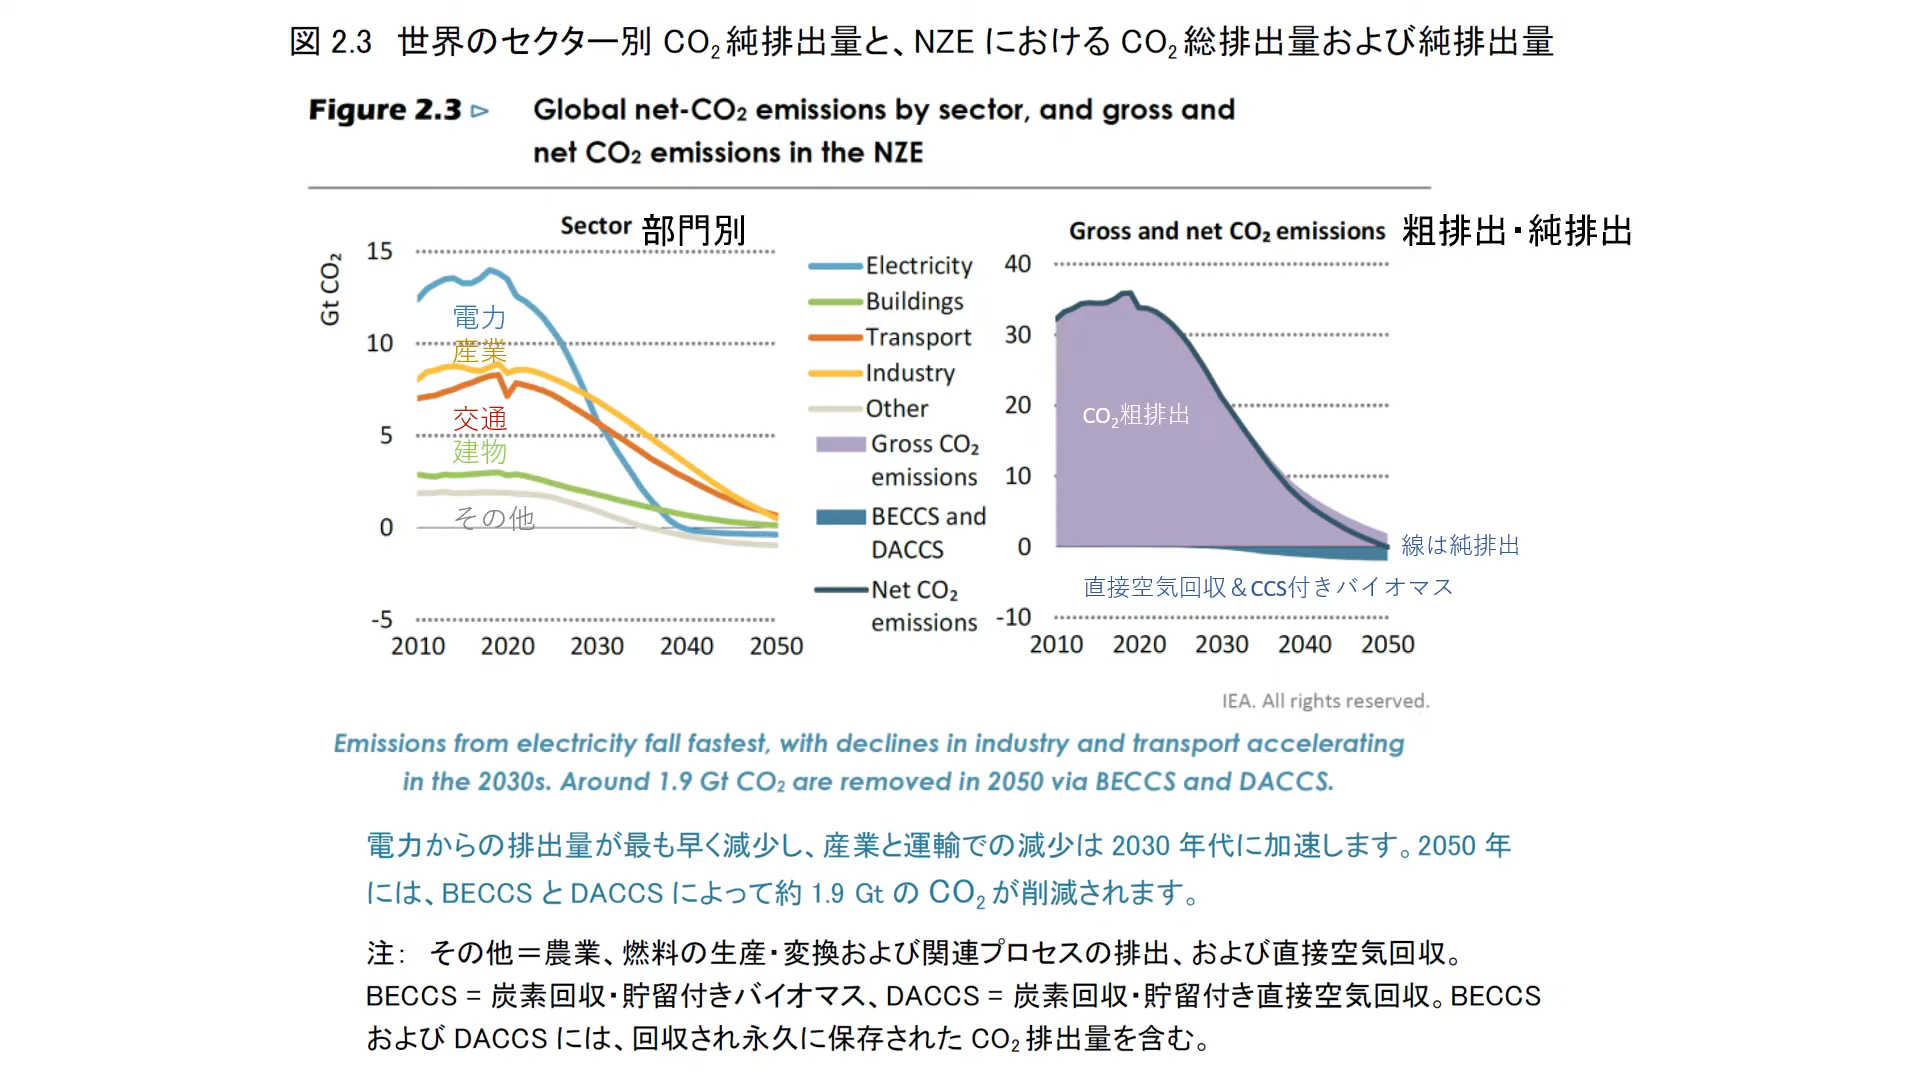 図 2.3 世界のセクター別 CO₂純排出量と、NZE における CO₂総排出量および純排出量
Figure 2.3 ▷ Global net-CO₂ emissions by sector, and gross and
net CO₂ emissions in the NZE
Sector 部門別
Gt CO₂
15
10
5
0
-5
2010 2020 2030 2040 2050
電力
産業
交通
建物
その他
Electricity
Buildings
Transport
Industry
Other
Gross CO₂
emissions
BECCS and
DACCS
Net CO₂
emissions
Gross and net CO₂ emissions 粗排出・純排出
40
30
20
10
0
-10
2010 2020 2030 2040 2050
CO₂粗排出
線は純排出
直接空気回収＆CCS付きバイオマス
IEA. All rights reserved.
Emissions from electricity fall fastest, with declines in industry and transport accelerating
in the 2030s. Around 1.9 Gt CO₂ are removed in 2050 via BECCS and DACCS.
電力からの排出量が最も早く減少し、産業と運輸での減少は 2030 年代に加速します。2050 年
には、BECCS と DACCS によって約 1.9 Gt の CO₂が削減されます。
注： その他＝農業、燃料の生産・変換および関連プロセスの排出、および直接空気回収。
BECCS = 炭素回収・貯留付きバイオマス、DACCS = 炭素回収・貯留付き直接空気回収。BECCS
および DACCS には、回収され永久に保存された CO₂排出量を含む。